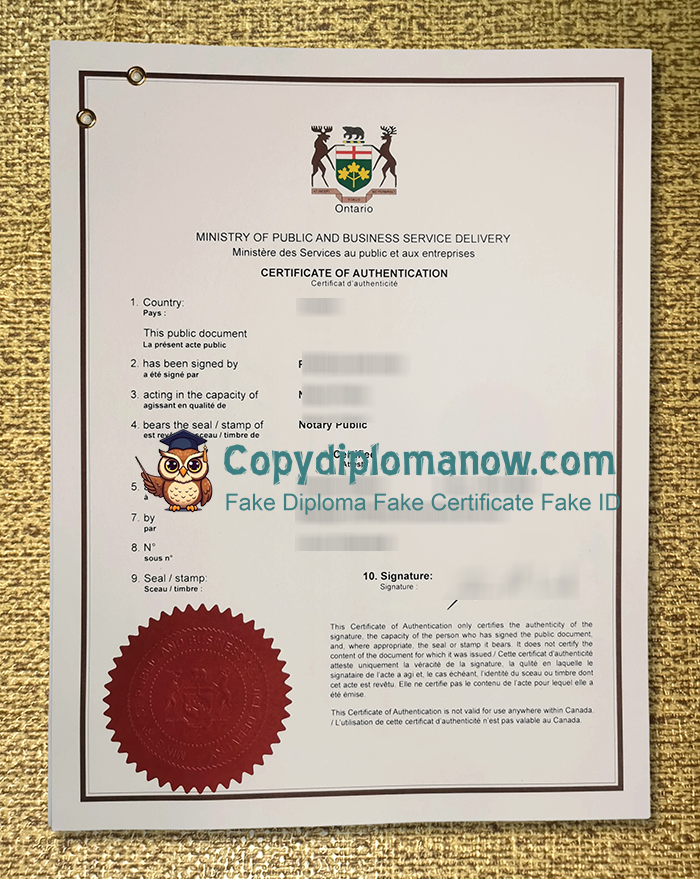 Ontario
MINISTRY OF PUBLIC AND BUSINESS SERVICE DELIVERY
Ministère des Services au public et aux entreprises
CERTIFICATE OF AUTHENTICATION
Certificat d'authenticité
1. Country:
Pays :
This public document
La présent acte public
2. has been signed by
a été signé par
3. acting in the capacity of
agissant en qualité de
4. bears the seal / stamp of Notary Public
est sceau / timbre de
Certified
Copydiplomanow.com
5.
à
Fake Diploma Fake Certificate Fake ID
7. by
par
8. N°
sous n°
9. Seal / stamp:
Sceau / timbre :
10. Signature:
Signature :
This Certificate of Authentication only certifies the authenticity of the
signature, the capacity of the person who has signed the public document,
and, where appropriate, the seal or stamp it bears. It does not certify the
content of the document for which it was issued / Cette certificat d'authenticité
atteste uniquement la véracité de la signature, la qulité en laquelle le
signataire de l'acte a agi et, le cas échéant, l'identité du sceau ou timbre dont
cet acte est revêtu. Elle ne certifie pas le contenu de l'acte pour lequel elle a
été émise.
This Certificate of Authentication is not valid for use anywhere within Canada.
/ L'utilisation de cette certificat d'authenticité n'est pas valable au Canada.